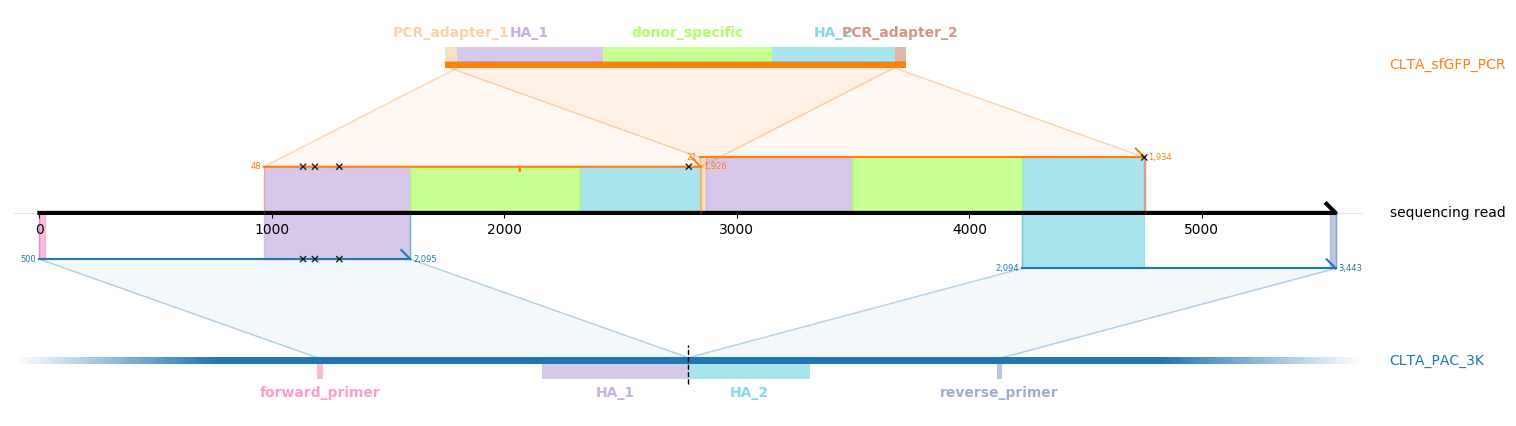 PCR_adapter_1 HA_1 donor_specific HA_2 PCR_adapter_2
CLTA_sfGFP_PCR
21 1,934
48 1,926
sequencing read
0 1000 2000 3000 4000 5000
500 2,095
2,094 3,443
CLTA_PAC_3K
forward_primer HA_1 HA_2 reverse_primer